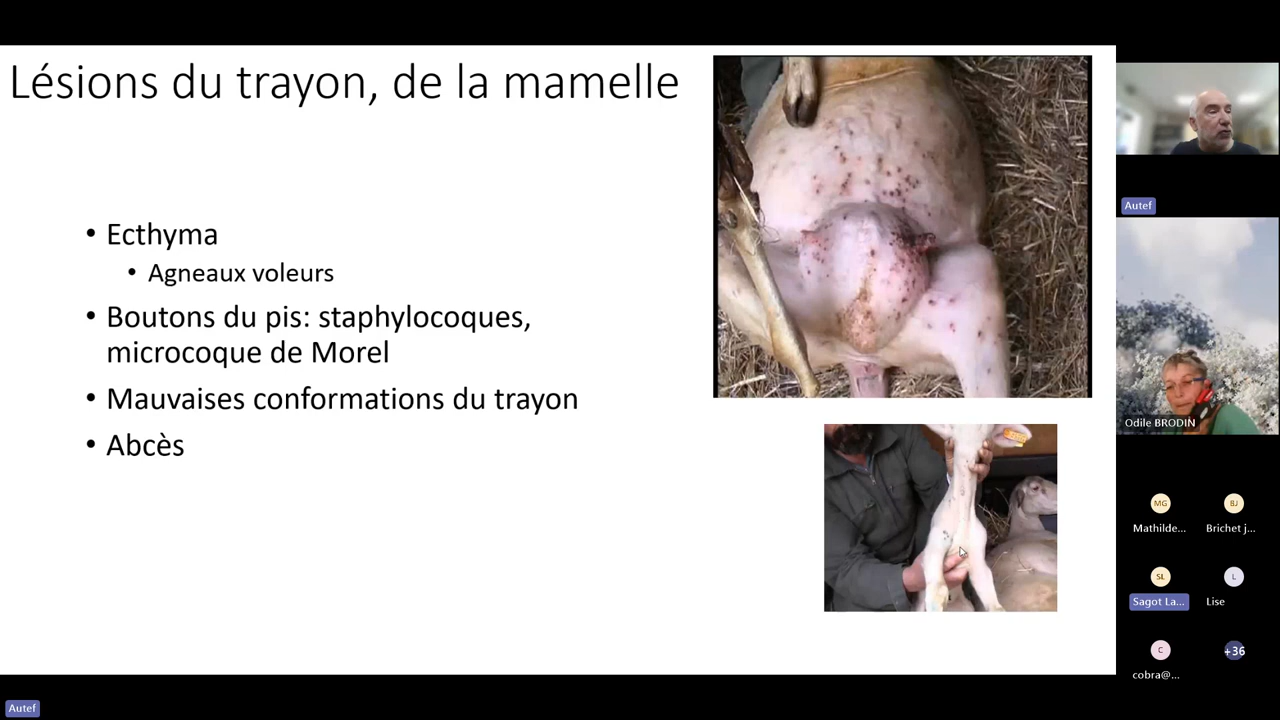 Lésions du trayon, de la mamelle
• Ecthyma
• Agneaux voleurs
• Boutons du pis: staphylocoques,
microcoque de Morel
• Mauvaises conformations du trayon
• Abcès
Autef
Odile BRODIN
MG
BJ
Mathilde...
Brichet j...
SL
L
Sagot La...
Lise
C
+36
cobra@...
Autef